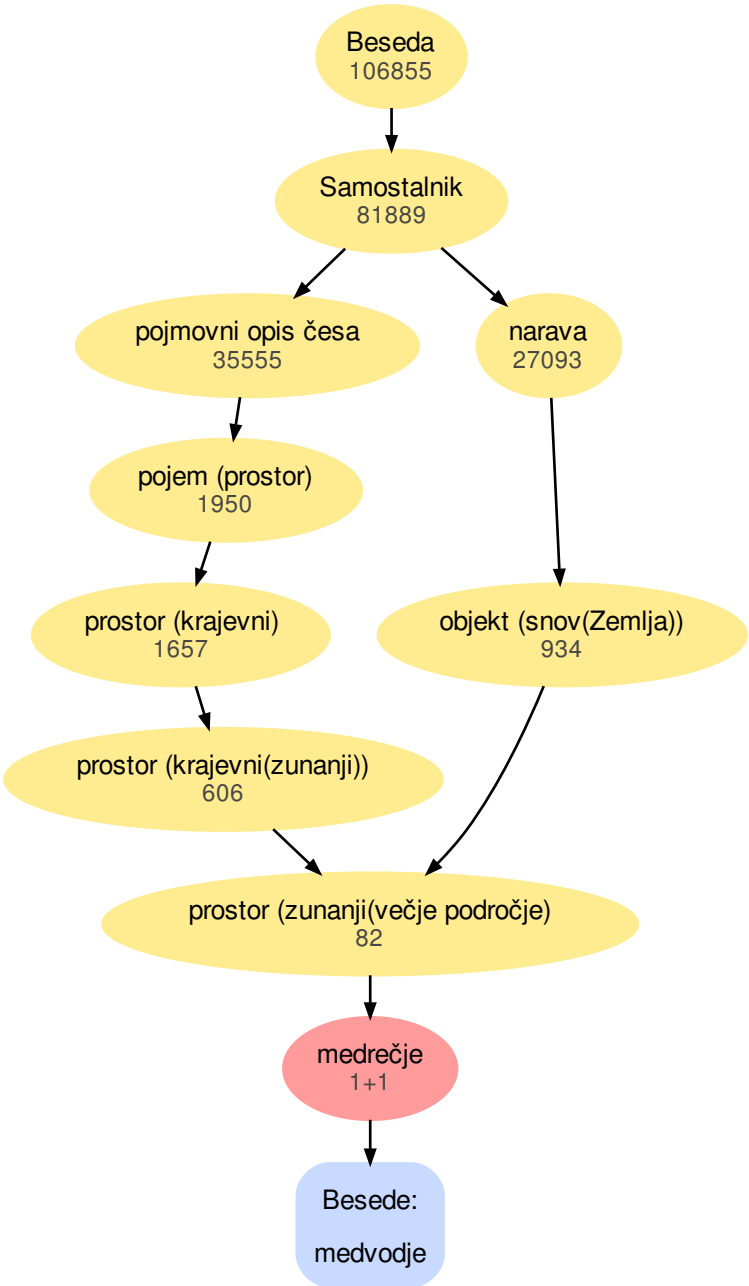 Beseda
106855
Samostalnik
81889
pojmovni opis česa
35555
narava
27093
pojem (prostor)
1950
prostor (krajevni)
1657
objekt (snov(Zemlja))
934
prostor (krajevni(zunanji))
606
prostor (zunanji(večje področje)
82
medrečje
1+1
Besede:
medvodje